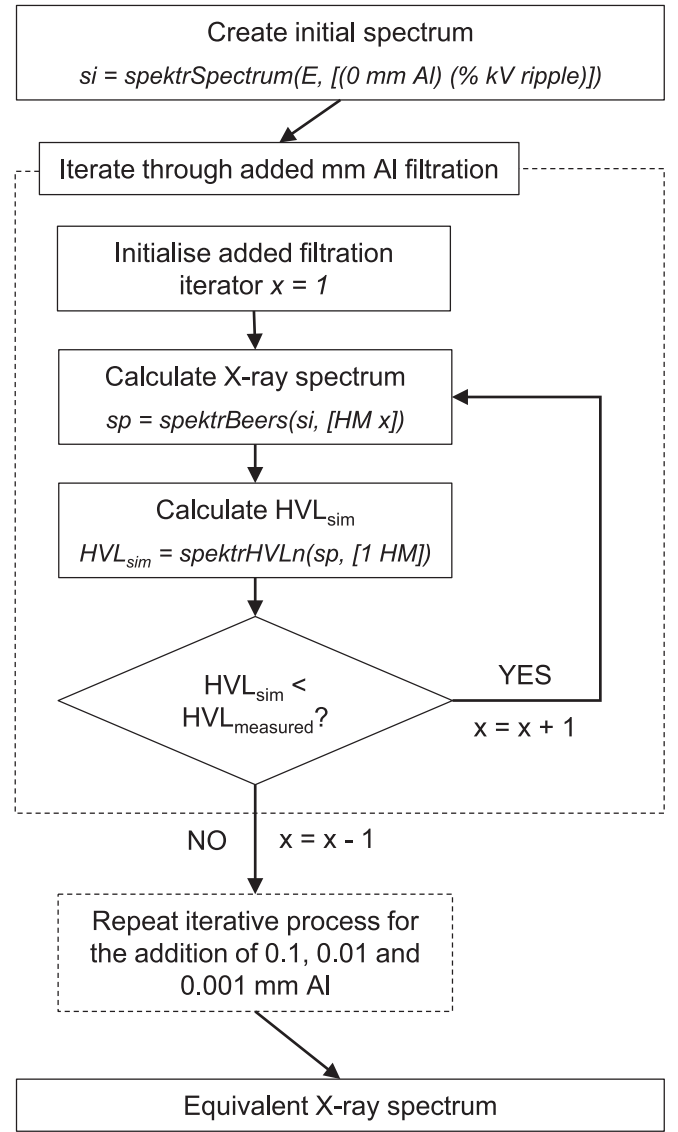 Create initial spectrum
si = spektrSpectrum(E, [(0 mm Al) (% kV ripple)])
Iterate through added mm Al filtration
Initialise added filtration
iterator x = 1
Calculate X-ray spectrum
sp = spektrBeers(si, [HM x])
Calculate HVLsim
HVLsim = spektrHVLn(sp, [1 HM])
HVLsim <
HVLmeasured?
YES
x = x + 1
NO
x = x - 1
Repeat iterative process for
the addition of 0.1, 0.01 and
0.001 mm Al
Equivalent X-ray spectrum